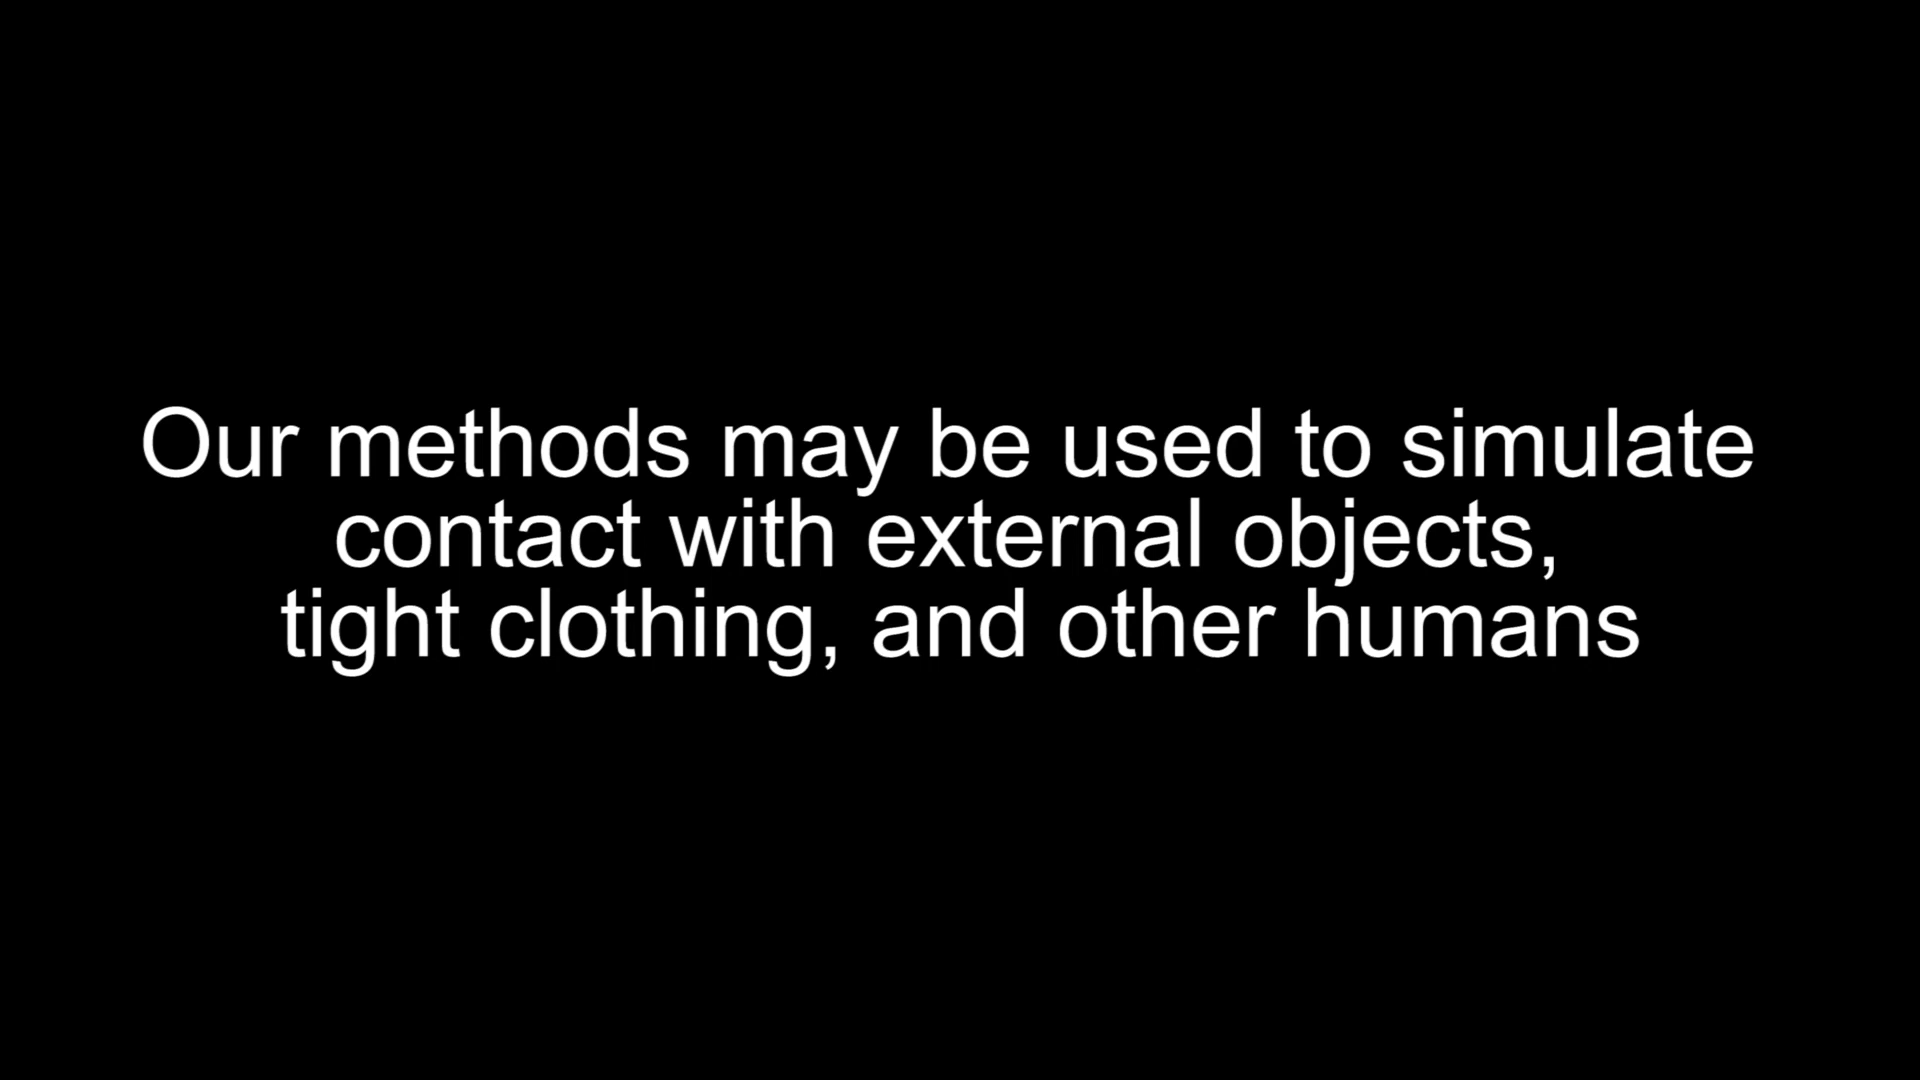 Our methods may be used to simulate
contact with external objects,
tight clothing, and other humans